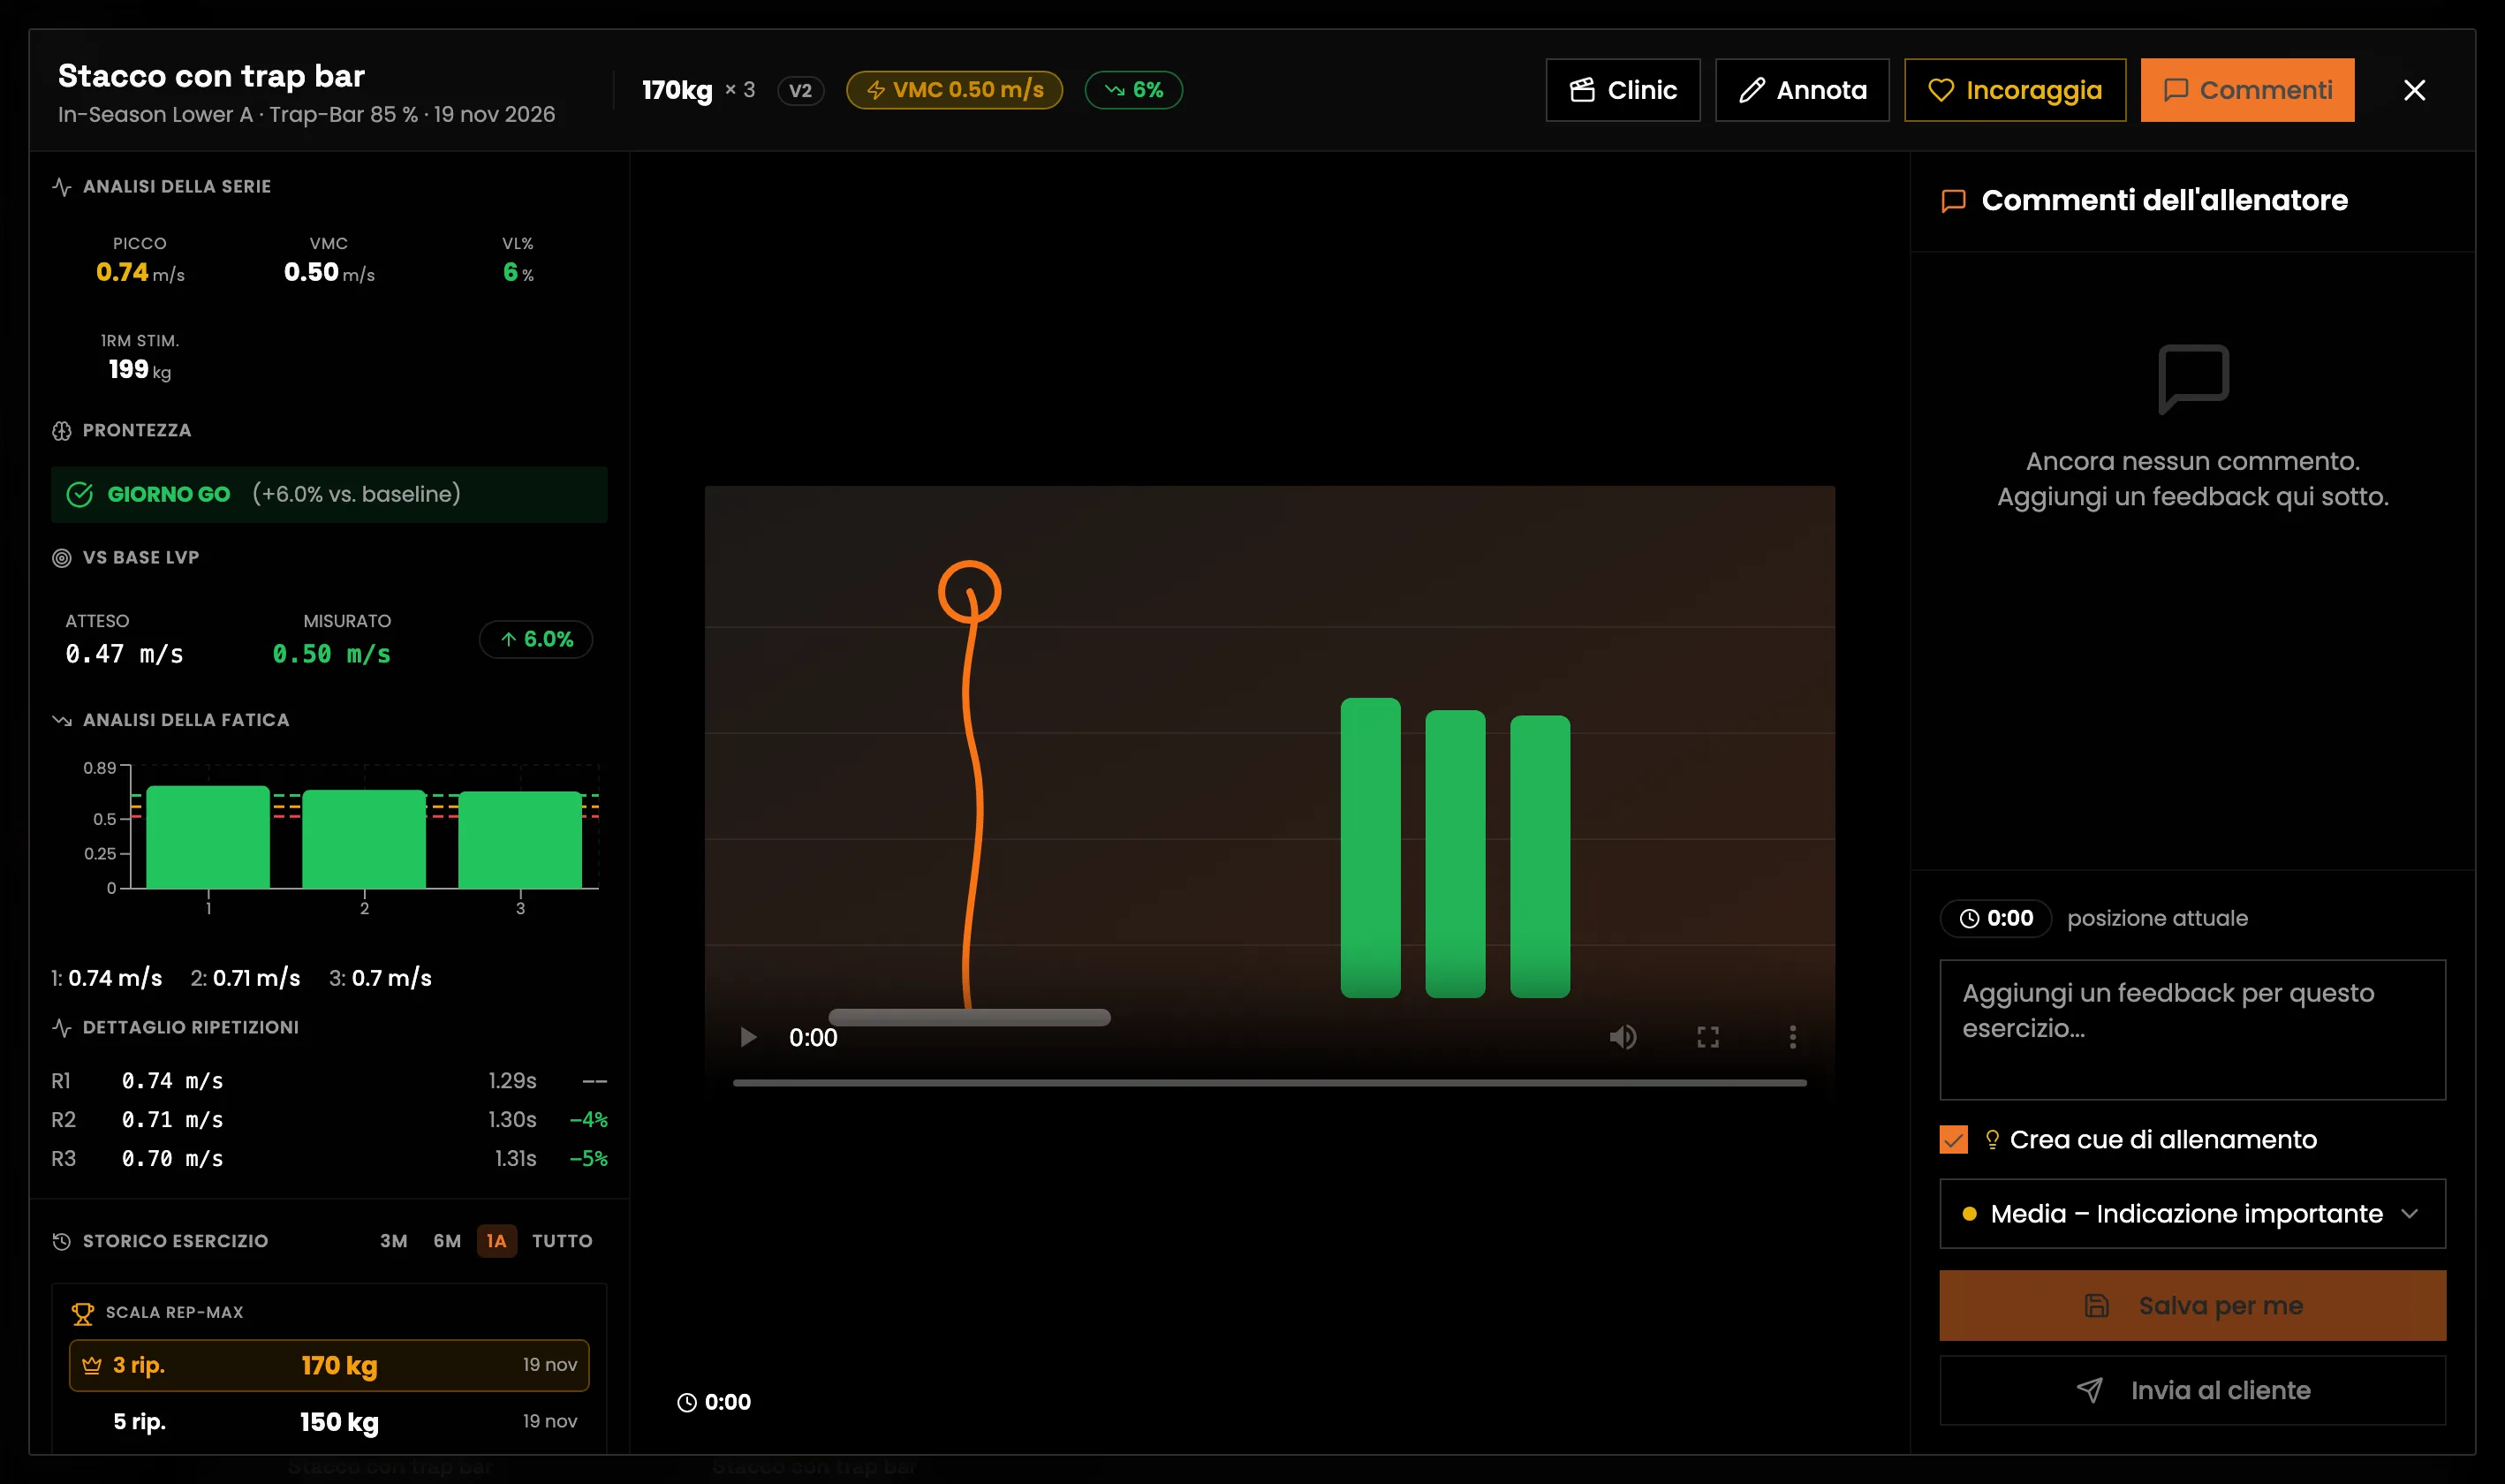 Stacco con trap bar
In-Season Lower A · Trap-Bar 85 % · 19 nov 2026
170kg × 3 V2 VMC 0.50 m/s 6%
Clinic Annota Incoraggia Commenti
ANALISI DELLA SERIE
PICCO VMC VL%
0.74 m/s 0.50 m/s 6 %
1RM STIM.
199 kg
PRONTEZZA
GIORNO GO (+6.0% vs. baseline)
VS BASE LVP
ATTESO MISURATO
0.47 m/s 0.50 m/s 6.0%
ANALISI DELLA FATICA
0.89
0.5
0.25
0
1 2 3
1: 0.74 m/s 2: 0.71 m/s 3: 0.7 m/s
DETTAGLIO RIPETIZIONI
R1 0.74 m/s 1.29s --
R2 0.71 m/s 1.30s -4%
R3 0.70 m/s 1.31s -5%
STORICO ESERCIZIO 3M 6M 1A TUTTO
SCALA REP-MAX
3 rip. 170 kg 19 nov
5 rip. 150 kg 19 nov
0:00
0:00
Commenti dell'allenatore
Ancora nessun commento.
Aggiungi un feedback qui sotto.
0:00 posizione attuale
Aggiungi un feedback per questo
esercizio...
Crea cue di allenamento
Media – Indicazione importante
Salva per me
Invia al cliente
Stacco con trap bar Stacco con trap bar